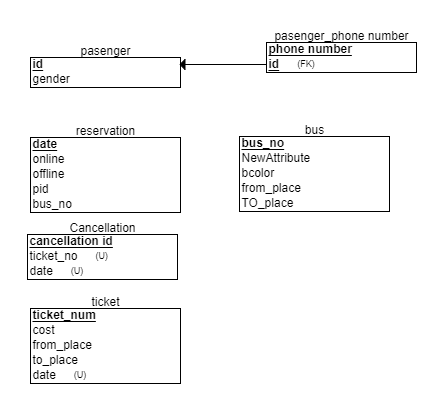 pasenger
id
gender
pasenger_phone number
phone number
id (FK)
reservation
date
online
offline
pid
bus_no
bus
bus_no
NewAttribute
bcolor
from_place
TO_place
Cancellation
cancellation id
ticket_no (U)
date (U)
ticket
ticket_num
cost
from_place
to_place
date (U)